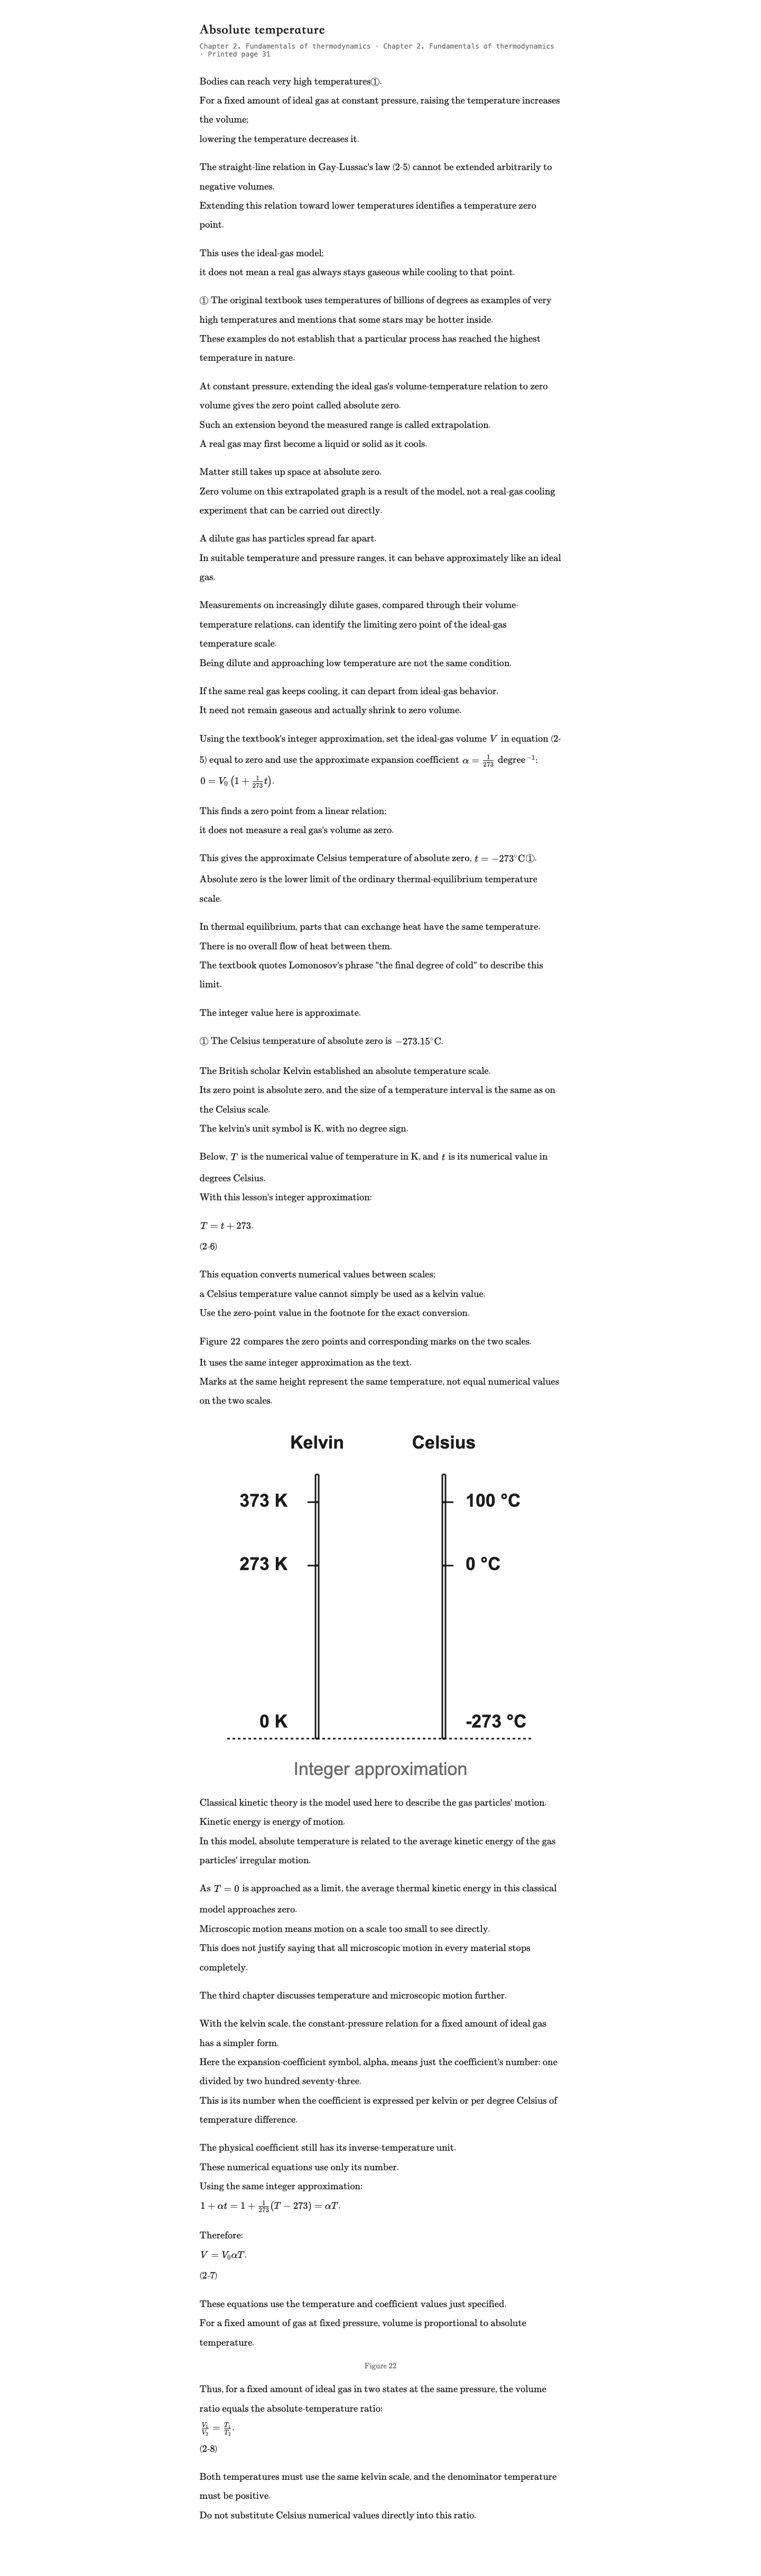 Absolute temperature
Chapter 2. Fundamentals of thermodynamics · Chapter 2. Fundamentals of thermodynamics
· Printed page 31
Bodies can reach very high temperatures①.
For a fixed amount of ideal gas at constant pressure, raising the temperature increases
the volume;
lowering the temperature decreases it.
The straight-line relation in Gay-Lussac's law (2-5) cannot be extended arbitrarily to
negative volumes.
Extending this relation toward lower temperatures identifies a temperature zero
point.
This uses the ideal-gas model;
it does not mean a real gas always stays gaseous while cooling to that point.
① The original textbook uses temperatures of billions of degrees as examples of very
high temperatures and mentions that some stars may be hotter inside.
These examples do not establish that a particular process has reached the highest
temperature in nature.
At constant pressure, extending the ideal gas's volume-temperature relation to zero
volume gives the zero point called absolute zero.
Such an extension beyond the measured range is called extrapolation.
A real gas may first become a liquid or solid as it cools.
Matter still takes up space at absolute zero.
Zero volume on this extrapolated graph is a result of the model, not a real-gas cooling
experiment that can be carried out directly.
A dilute gas has particles spread far apart.
In suitable temperature and pressure ranges, it can behave approximately like an ideal
gas.
Measurements on increasingly dilute gases, compared through their volume-
temperature relations, can identify the limiting zero point of the ideal-gas
temperature scale.
Being dilute and approaching low temperature are not the same condition.
If the same real gas keeps cooling, it can depart from ideal-gas behavior.
It need not remain gaseous and actually shrink to zero volume.
Using the textbook's integer approximation, set the ideal-gas volume V in equation (2-
5) equal to zero and use the approximate expansion coefficient α = 1/273 degree⁻¹:
0 = V₀ (1 + 1/273 t).
This finds a zero point from a linear relation;
it does not measure a real gas's volume as zero.
This gives the approximate Celsius temperature of absolute zero, t = −273°C①.
Absolute zero is the lower limit of the ordinary thermal-equilibrium temperature
scale.
In thermal equilibrium, parts that can exchange heat have the same temperature.
There is no overall flow of heat between them.
The textbook quotes Lomonosov's phrase "the final degree of cold" to describe this
limit.
The integer value here is approximate.
① The Celsius temperature of absolute zero is −273.15°C.
The British scholar Kelvin established an absolute temperature scale.
Its zero point is absolute zero, and the size of a temperature interval is the same as on
the Celsius scale.
The kelvin's unit symbol is K, with no degree sign.
Below, T is the numerical value of temperature in K, and t is its numerical value in
degrees Celsius.
With this lesson's integer approximation:
T = t + 273.
(2-6)
This equation converts numerical values between scales;
a Celsius temperature value cannot simply be used as a kelvin value.
Use the zero-point value in the footnote for the exact conversion.
Figure 22 compares the zero points and corresponding marks on the two scales.
It uses the same integer approximation as the text.
Marks at the same height represent the same temperature, not equal numerical values
on the two scales.
Kelvin Celsius
373 K 100 °C
273 K 0 °C
0 K -273 °C
Integer approximation
Classical kinetic theory is the model used here to describe the gas particles' motion.
Kinetic energy is energy of motion.
In this model, absolute temperature is related to the average kinetic energy of the gas
particles' irregular motion.
As T = 0 is approached as a limit, the average thermal kinetic energy in this classical
model approaches zero.
Microscopic motion means motion on a scale too small to see directly.
This does not justify saying that all microscopic motion in every material stops
completely.
The third chapter discusses temperature and microscopic motion further.
With the kelvin scale, the constant-pressure relation for a fixed amount of ideal gas
has a simpler form.
Here the expansion-coefficient symbol, alpha, means just the coefficient's number: one
divided by two hundred seventy-three.
This is its number when the coefficient is expressed per kelvin or per degree Celsius of
temperature difference.
The physical coefficient still has its inverse-temperature unit.
These numerical equations use only its number.
Using the same integer approximation:
1 + αt = 1 + 1/273 (T − 273) = αT.
Therefore:
V = V₀αT.
(2-7)
These equations use the temperature and coefficient values just specified.
For a fixed amount of gas at fixed pressure, volume is proportional to absolute
temperature.
Figure 22
Thus, for a fixed amount of ideal gas in two states at the same pressure, the volume
ratio equals the absolute-temperature ratio:
V₁/V₂ = T₁/T₂.
(2-8)
Both temperatures must use the same kelvin scale, and the denominator temperature
must be positive.
Do not substitute Celsius numerical values directly into this ratio.